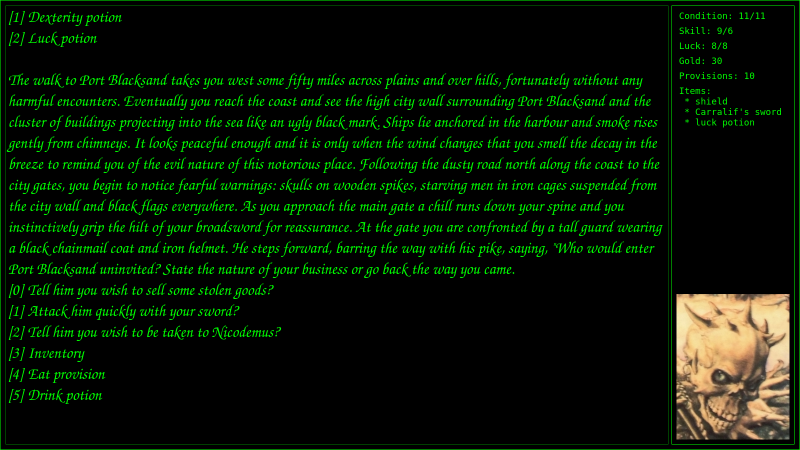 [1] Dexterity potion
[2] Luck potion
The walk to Port Blacksand takes you west some fifty miles across plains and over hills, fortunately without any
harmful encounters. Eventually you reach the coast and see the high city wall surrounding Port Blacksand and the
cluster of buildings projecting into the sea like an ugly black mark. Ships lie anchored in the harbour and smoke rises
gently from chimneys. It looks peaceful enough and it is only when the wind changes that you smell the decay in the
breeze to remind you of the evil nature of this notorious place. Following the dusty road north along the coast to the
city gates, you begin to notice fearful warnings: skulls on wooden spikes, starving men in iron cages suspended from
the city wall and black flags everywhere. As you approach the main gate a chill runs down your spine and you
instinctively grip the hilt of your broadsword for reassurance. At the gate you are confronted by a tall guard wearing
a black chainmail coat and iron helmet. He steps forward, barring the way with his pike, saying, 'Who would enter
Port Blacksand uninvited? State the nature of your business or go back the way you came.
[0] Tell him you wish to sell some stolen goods?
[1] Attack him quickly with your sword?
[2] Tell him you wish to be taken to Nicodemus?
[3] Inventory
[4] Eat provision
[5] Drink potion
Condition: 11/11
Skill: 9/6
Luck: 8/8
Gold: 30
Provisions: 10
Items:
* shield
* Carralif's sword
* luck potion